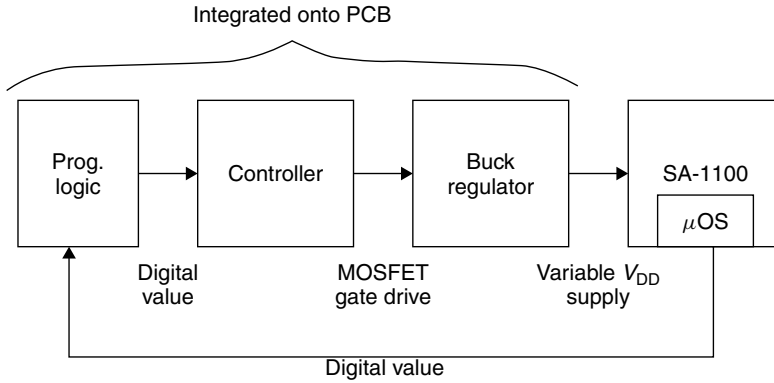 Integrated onto PCB
Prog.
logic
Controller
Buck
regulator
SA-1100
μOS
Digital
value
MOSFET
gate drive
Variable VDD
supply
Digital value